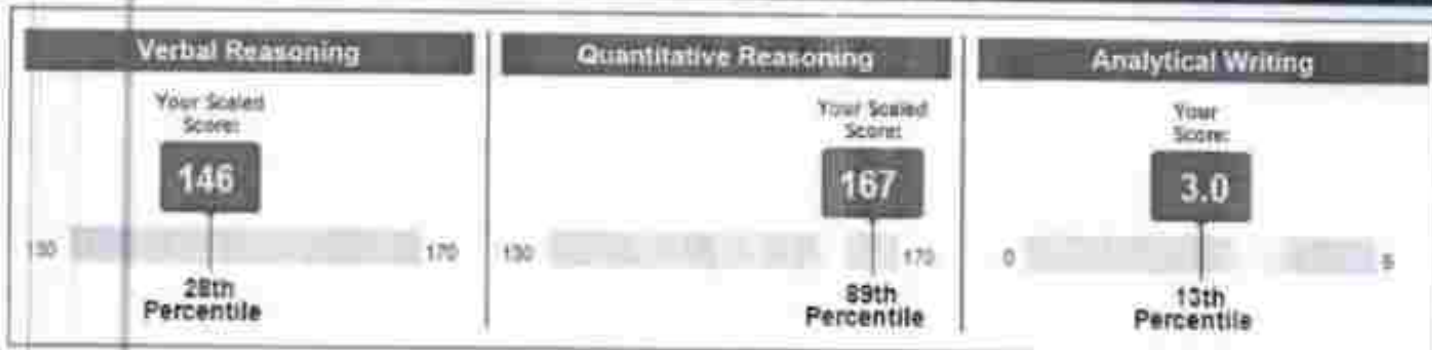 Verbal Reasoning
Your Scaled
Score:
146
130
170
28th
Percentile
Quantitative Reasoning
Your Scaled
Score:
167
130
170
89th
Percentile
Analytical Writing
Your
Score:
3.0
0
6
13th
Percentile